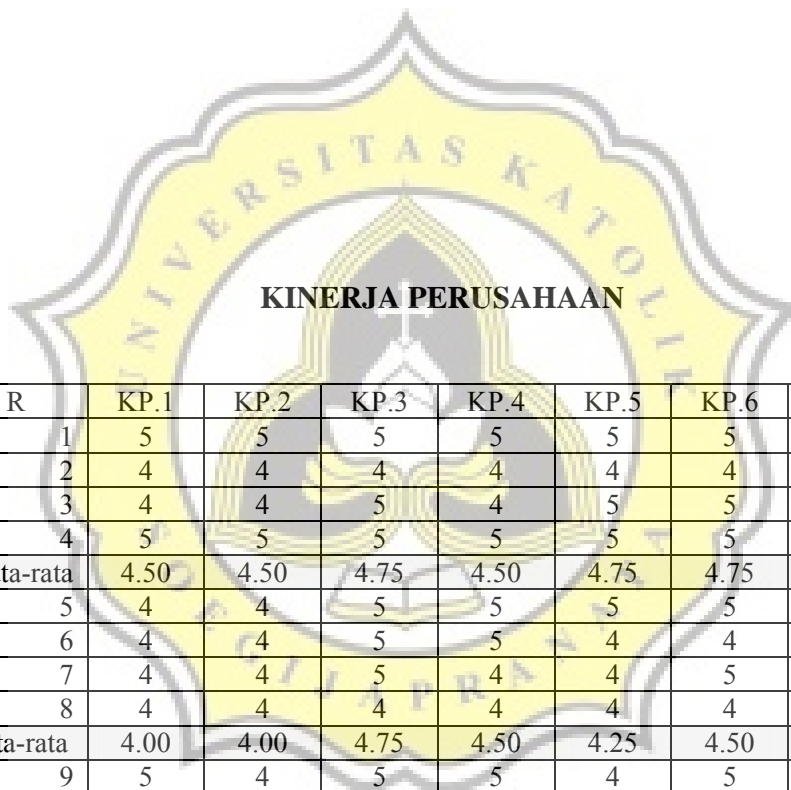 UNIVERSITAS KATOLIK
SOEGIJAPRANATA
KINERJA PERUSAHAAN
R KP.1 KP.2 KP.3 KP.4 KP.5 KP.6
1 5 5 5 5 5 5
2 4 4 4 4 4 4
3 4 4 5 4 5 5
4 5 5 5 5 5 5
ta-rata 4.50 4.50 4.75 4.50 4.75 4.75
5 4 4 5 5 5 5
6 4 4 5 5 4 4
7 4 4 5 4 4 5
8 4 4 4 4 4 4
ta-rata 4.00 4.00 4.75 4.50 4.25 4.50
9 5 4 5 5 4 5